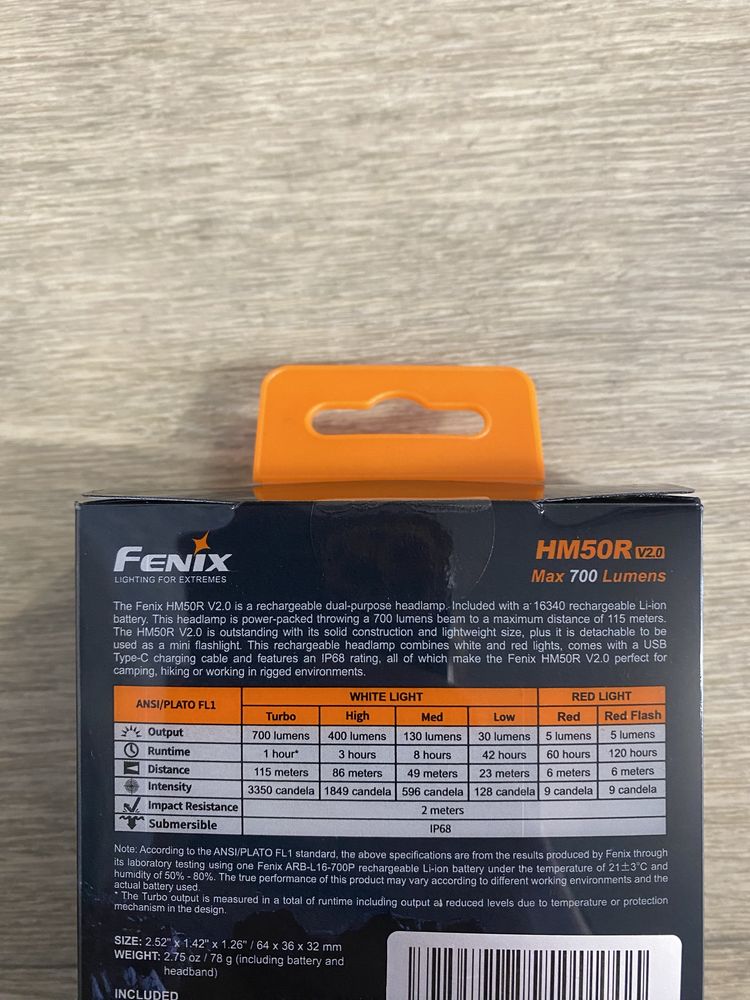 FENIX
LIGHTING FOR EXTREMES
HM50R V2.0
Max 700 Lumens
The Fenix HM50R V2.0 is a rechargeable dual-purpose headlamp. Included with a 16340 rechargeable Li-ion
battery. This headlamp is power-packed throwing a 700 lumens beam to a maximum distance of 115 meters.
The HM50R V2.0 is outstanding with its solid construction and lightweight size, plus it is detachable to be
used as a mini flashlight. This rechargeable headlamp combines white and red lights, comes with a USB
Type-C charging cable and features an IP68 rating, all of which make the Fenix HM50R V2.0 perfect for
camping, hiking or working in rigged environments.
ANSI/PLATO FL1 WHITE LIGHT RED LIGHT
Turbo High Med Low Red Red Flash
Output 700 lumens 400 lumens 130 lumens 30 lumens 5 lumens 5 lumens
Runtime 1 hour* 3 hours 8 hours 42 hours 60 hours 120 hours
Distance 115 meters 86 meters 49 meters 23 meters 6 meters 6 meters
Intensity 3350 candela 1849 candela 596 candela 128 candela 9 candela 9 candela
Impact Resistance 2 meters
Submersible IP68
Note: According to the ANSI/PLATO FL1 standard, the above specifications are from the results produced by Fenix through
its laboratory testing using one Fenix ARB-L16-700P rechargeable Li-ion battery under the temperature of 21±3°C and
humidity of 50% - 80%. The true performance of this product may vary according to different working environments and the
actual battery used.
* The Turbo output is measured in a total of runtime including output at reduced levels due to temperature or protection
mechanism in the design.
SIZE: 2.52" x 1.42" x 1.26" / 64 x 36 x 32 mm
WEIGHT: 2.75 oz / 78 g (including battery and
headband)
INCLUDED